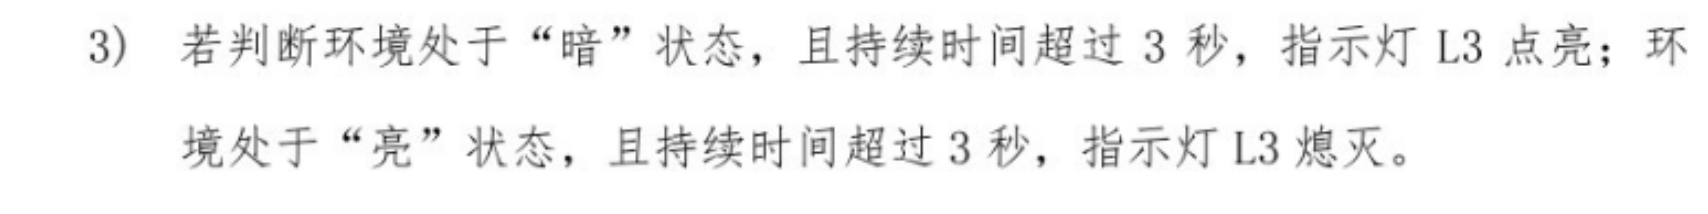 3) 若判断环境处于“暗”状态，且持续时间超过 3 秒，指示灯 L3 点亮；环
境处于“亮”状态，且持续时间超过 3 秒，指示灯 L3 熄灭。